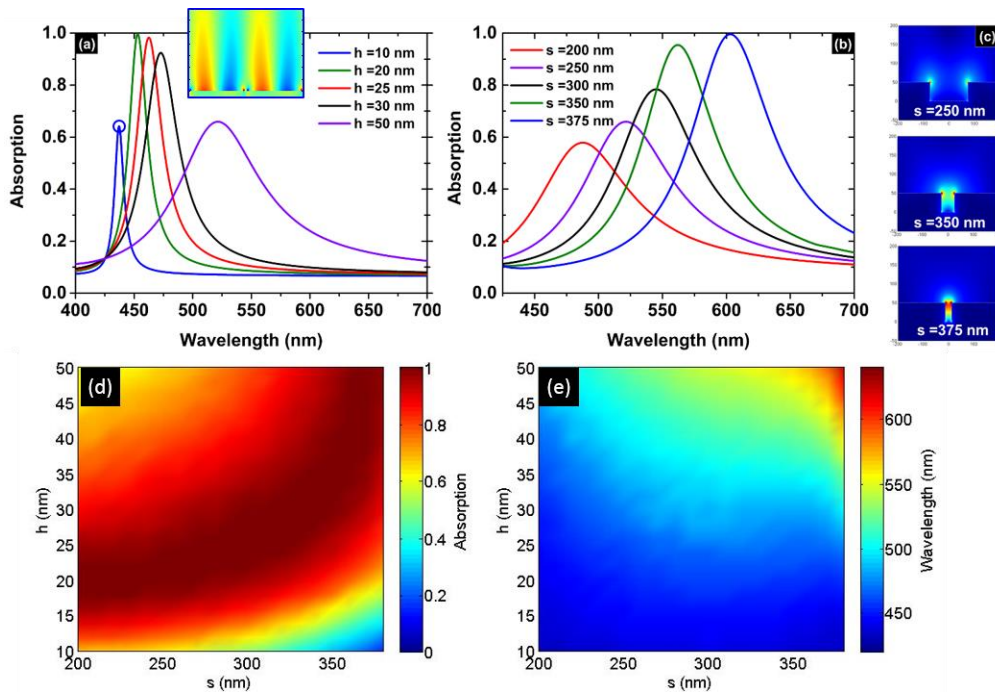 (a)
h =10 nm
h =20 nm
h =25 nm
h =30 nm
h =50 nm
1.0
0.8
0.6
0.4
0.2
0.0
Absorption
400 450 500 550 600 650 700
Wavelength (nm)
(b)
s =200 nm
s =250 nm
s =300 nm
s =350 nm
s =375 nm
1.0
0.8
0.6
0.4
0.2
0.0
Absorption
450 500 550 600 650 700
Wavelength (nm)
(c)
s =250 nm
s =350 nm
s =375 nm
(d)
50
45
40
35
30
25
20
15
10
h (nm)
200 250 300 350
s (nm)
1
0.8
0.6
0.4
0.2
0
Absorption
(e)
50
45
40
35
30
25
20
15
10
h (nm)
200 250 300 350
s (nm)
600
550
500
450
Wavelength (nm)